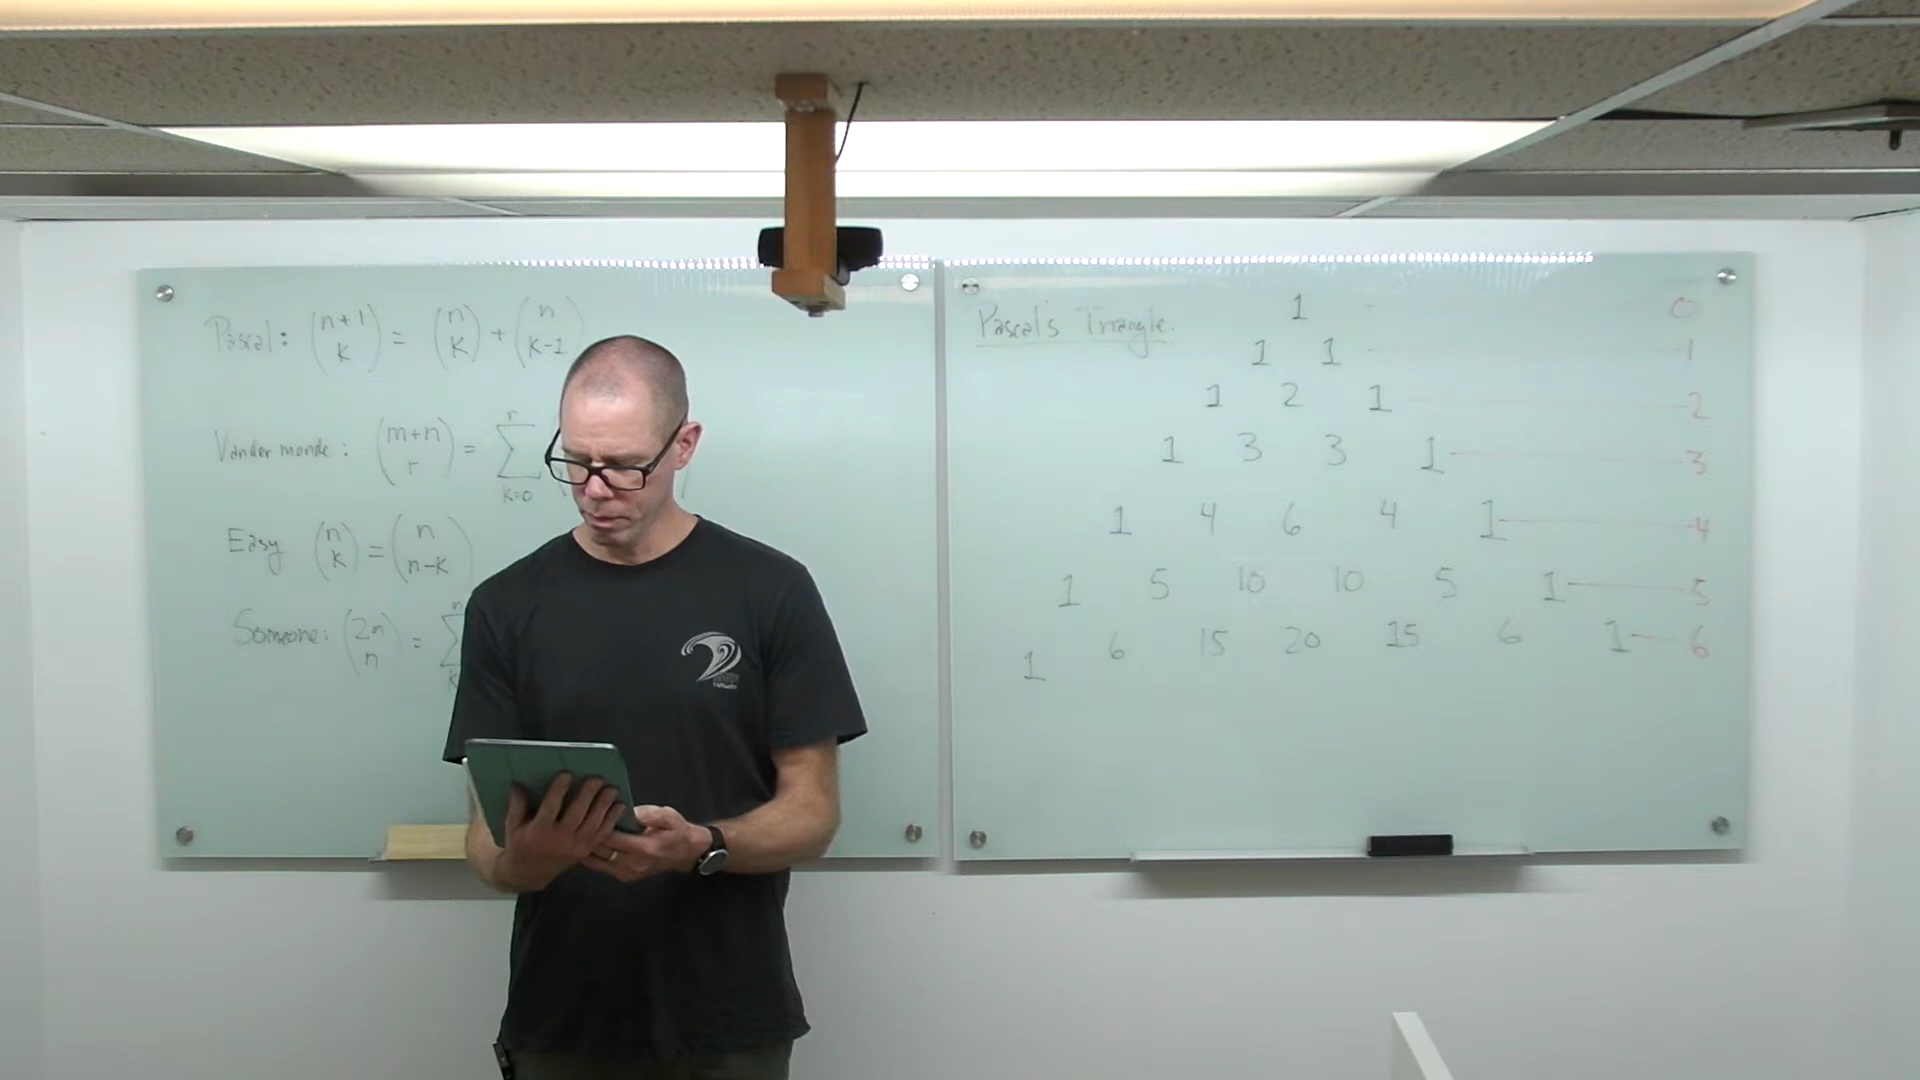 Pascal: (n+1 K) = (n K) + (n K-1)
Vandermonde: (m+n r) = r ∑ K=0 (
Easy (n K) = (n n-K)
Someone: (2n n) = n ∑ K
Pascal's Triangle.
1 0
1 1 1
1 2 1 2
1 3 3 1 3
1 4 6 4 1 4
1 5 10 10 5 1 5
1 6 15 20 15 6 1 6